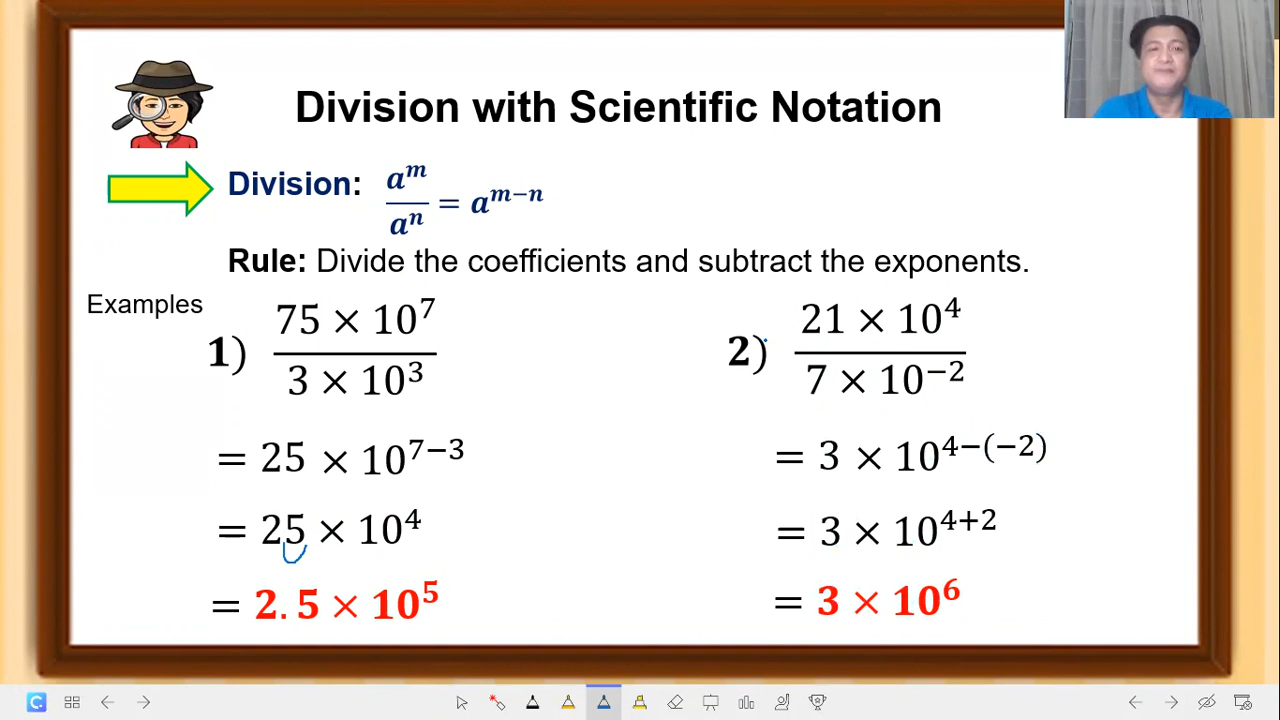 Division with Scientific Notation
Division: a^m/a^n = a^(m−n)
Rule: Divide the coefficients and subtract the exponents.
Examples
1) (75 × 10^7)/(3 × 10^3)
= 25 × 10^(7−3)
= 25 × 10^4
= 2.5 × 10^5
2) (21 × 10^4)/(7 × 10^(−2))
= 3 × 10^(4−(−2))
= 3 × 10^(4+2)
= 3 × 10^6